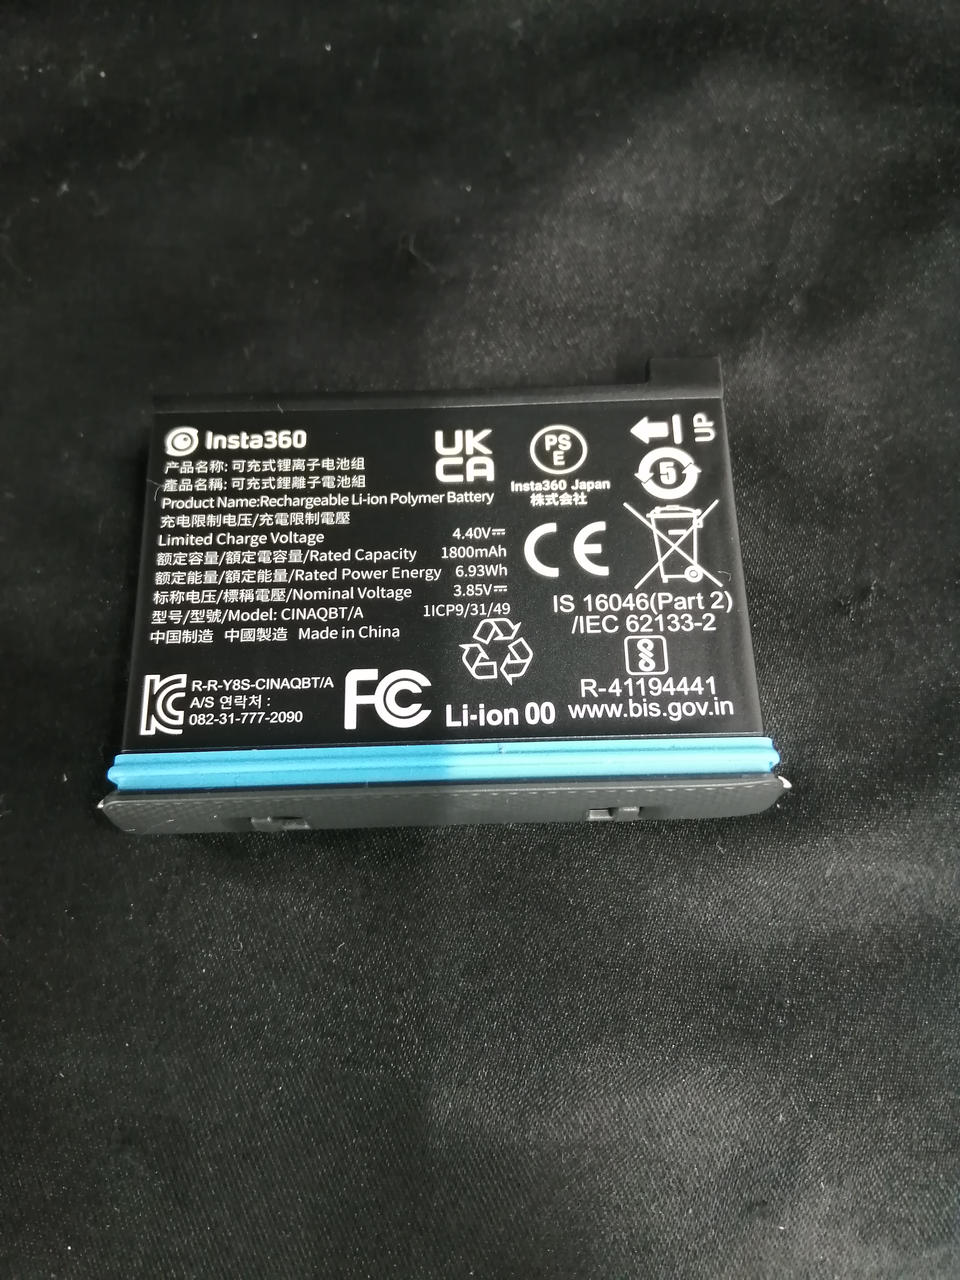 Insta360
产品名称: 可充式锂离子电池组
產品名稱: 可充式鋰離子電池組
Product Name:Rechargeable Li-ion Polymer Battery
充电限制电压/充電限制電壓
Limited Charge Voltage 4.40V⎓
额定容量/額定電容量/Rated Capacity 1800mAh
额定能量/額定能量/Rated Power Energy 6.93Wh
标称电压/標稱電壓/Nominal Voltage 3.85V⎓
型号/型號/Model: CINAQBT/A 1ICP9/31/49
中国制造 中國製造 Made in China
R-R-Y8S-CINAQBT/A
A/S 연락처 :
082-31-777-2090
FC
Li-ion 00
UK
CA
PS
E
Insta360 Japan
株式会社
UP
5
CE
IS 16046(Part 2)
/IEC 62133-2
R-41194441
www.bis.gov.in